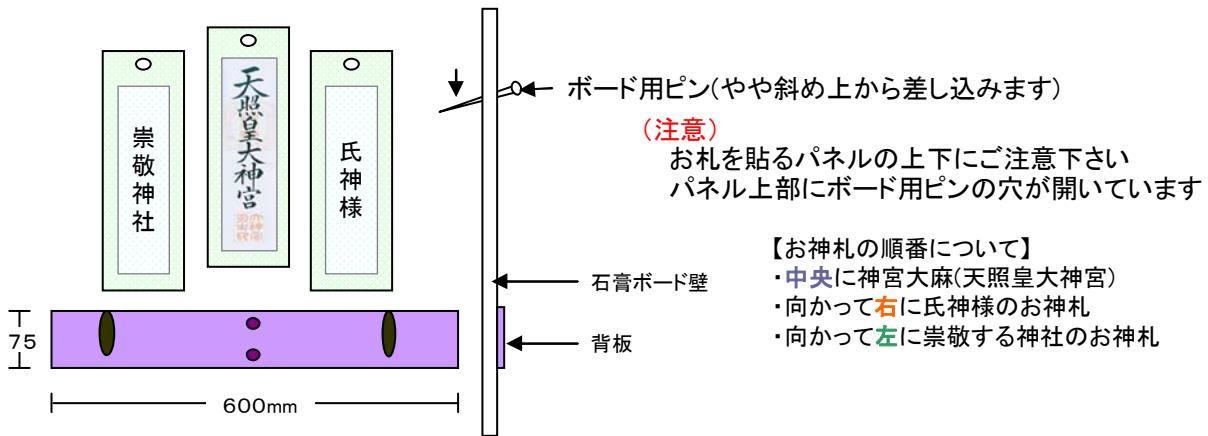 崇敬神社
天照皇大神宮
氏神様
ボード用ピン(やや斜め上から差し込みます)
(注意)
お札を貼るパネルの上下にご注意下さい
パネル上部にボード用ピンの穴が開いています
【お神札の順番について】
・中央に神宮大麻(天照皇大神宮)
・向かって右に氏神様のお神札
・向かって左に崇敬する神社のお神札
石膏ボード壁
背板
75
600mm